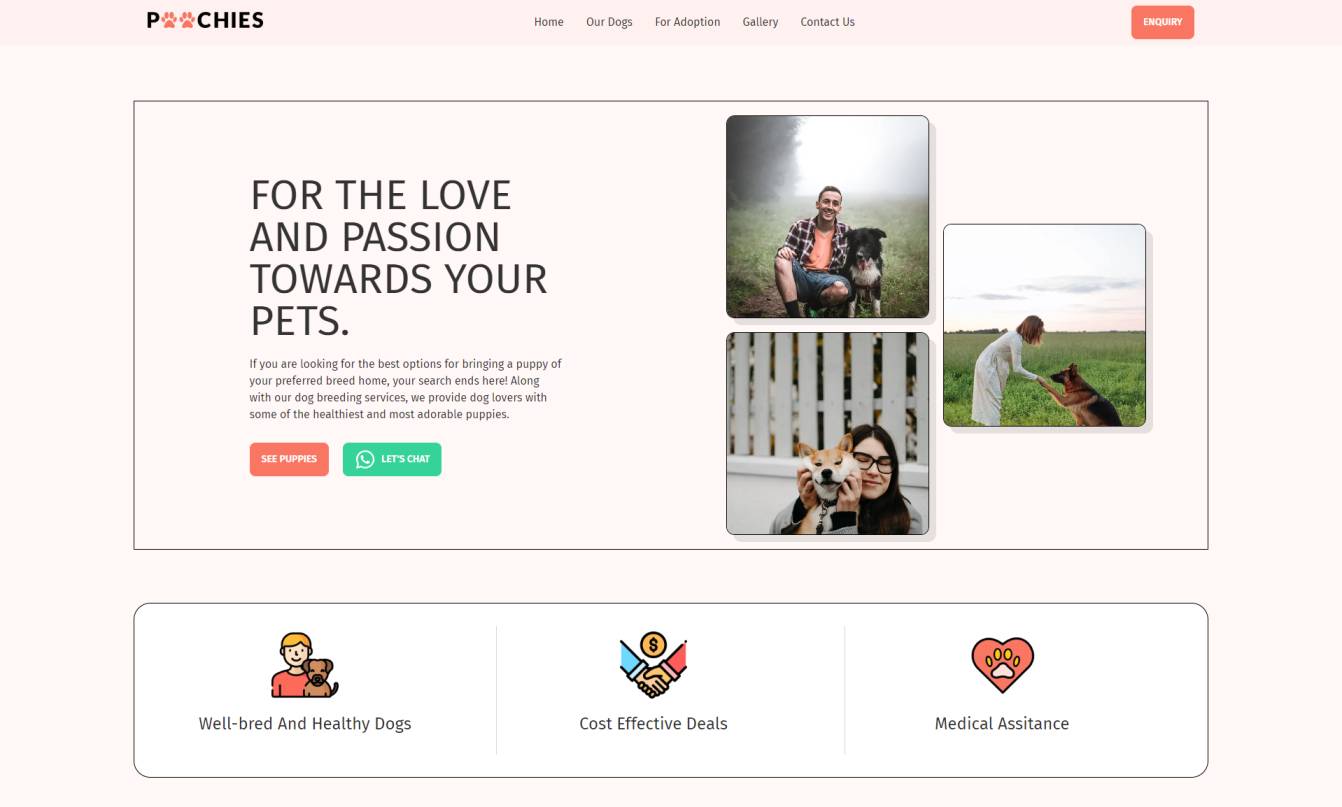 POOCHIES
Home
Our Dogs
For Adoption
Gallery
Contact Us
ENQUIRY
FOR THE LOVE
AND PASSION
TOWARDS YOUR
PETS.
If you are looking for the best options for bringing a puppy of
your preferred breed home, your search ends here! Along
with our dog breeding services, we provide dog lovers with
some of the healthiest and most adorable puppies.
SEE PUPPIES
LET'S CHAT
$
Well-bred And Healthy Dogs
Cost Effective Deals
Medical Assitance